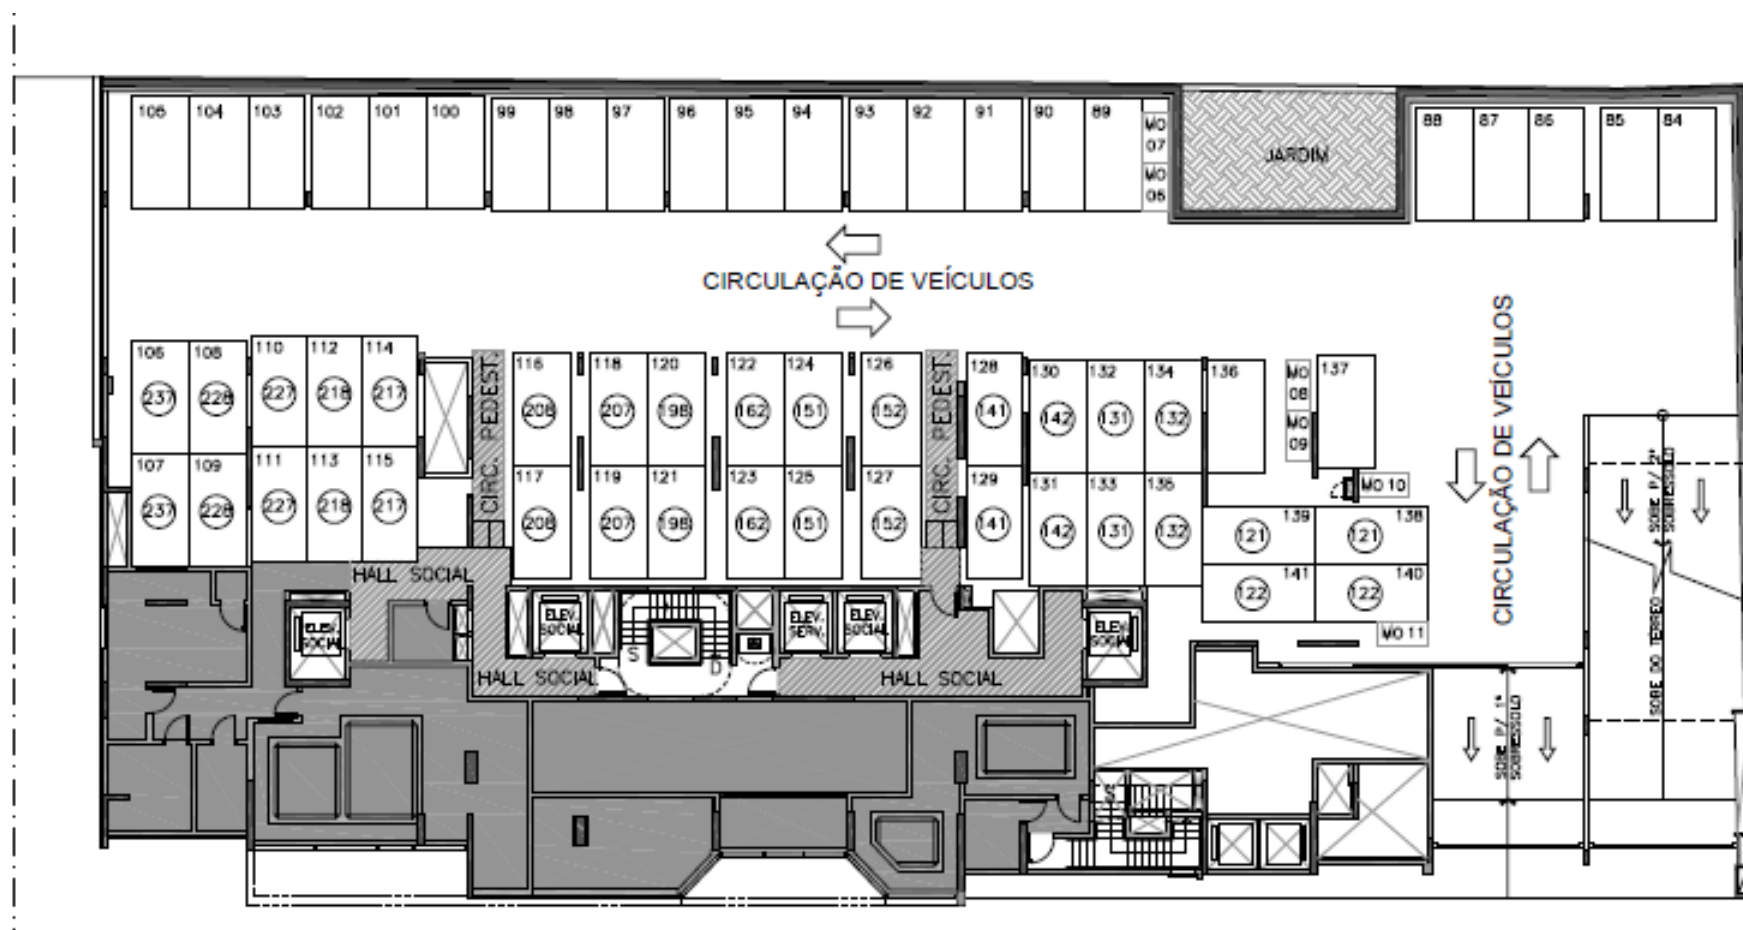 105 104 103 102 101 100 99 98 97 96 95 94 93 92 91 90 89
MO
07
MO
06
JARDIM
88 87 86 85 84
CIRCULAÇÃO DE VEÍCULOS
CIRCULAÇÃO DE VEÍCULOS
106 108 110 112 114
237 228 227 218 217
107 109 111 113 115
237 228 227 218 217
CIRC. PEDEST.
116 118 120 122 124 126
208 207 198 162 151 152
117 119 121 123 125 127
208 207 198 162 151 152
CIRC. PEDEST.
128 130 132 134 136
141 142 131 132
129 131 133 135
141 142 131 132
MO
08
MO
09
137
MO 10
139 138
121 121
141 140
122 122
MO 11
HALL SOCIAL
ELEV.
SOCIAL
ELEV.
SOCIAL
S
D
ELEV.
SERV.
ELEV.
SOCIAL
ELEV.
SOCIAL
HALL SOCIAL
HALL SOCIAL
SOBE P/ 2°
SOBRESSOLO
SOBE DO TÉRREO
SOBE P/ 1°
SOBRESSOLO
S